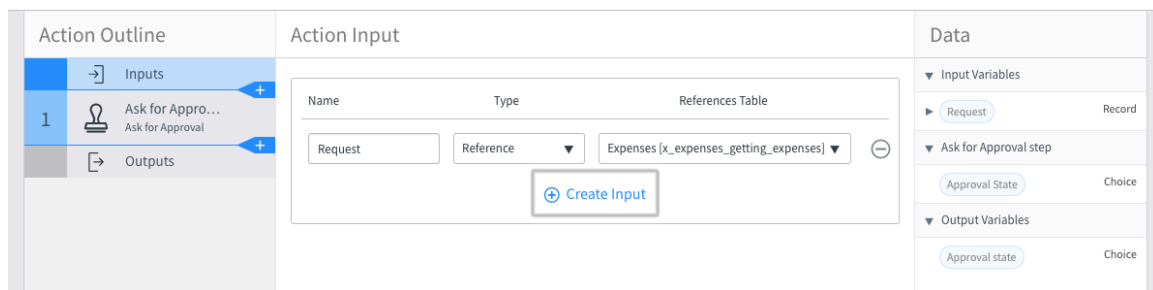 Action Outline
Inputs
1
Ask for Appro...
Ask for Approval
Outputs
Action Input
Name Type References Table
Request Reference Expenses [x_expenses_getting_expenses]
Create Input
Data
Input Variables
Request Record
Ask for Approval step
Approval State Choice
Output Variables
Approval state Choice